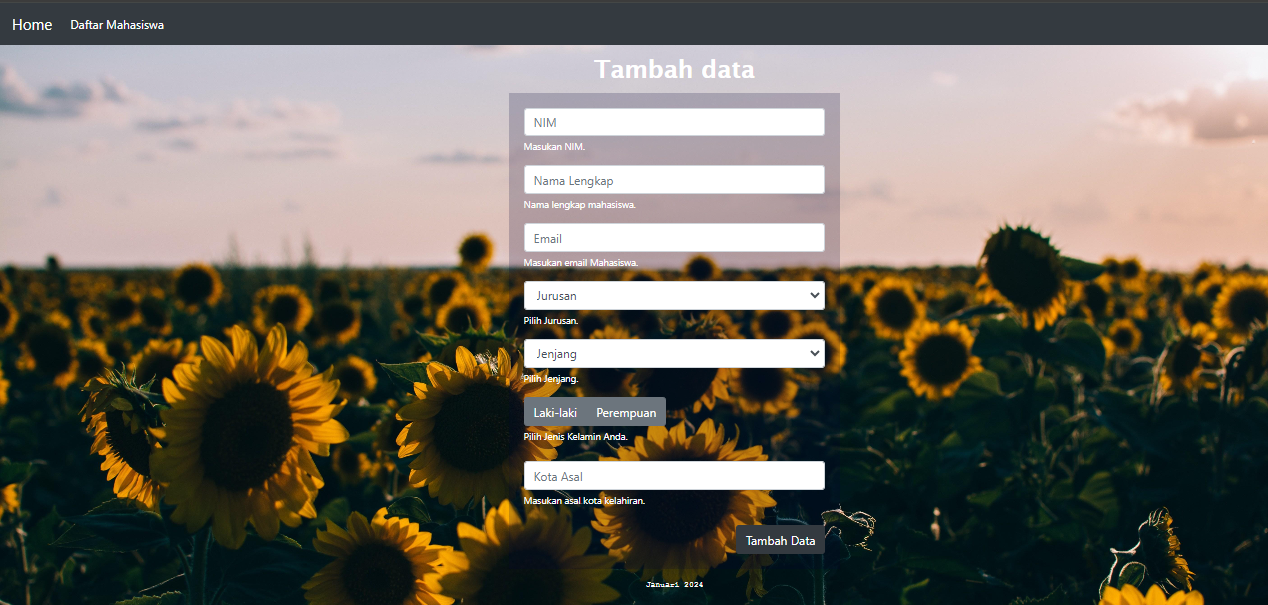 Home Daftar Mahasiswa
Tambah data
NIM
Masukan NIM.
Nama Lengkap
Nama lengkap mahasiswa.
Email
Masukan email Mahasiswa.
Jurusan
Pilih Jurusan.
Jenjang
Pilih Jenjang.
Laki-laki Perempuan
Pilih Jenis Kelamin Anda.
Kota Asal
Masukan asal kota kelahiran.
Tambah Data
Januari 2024